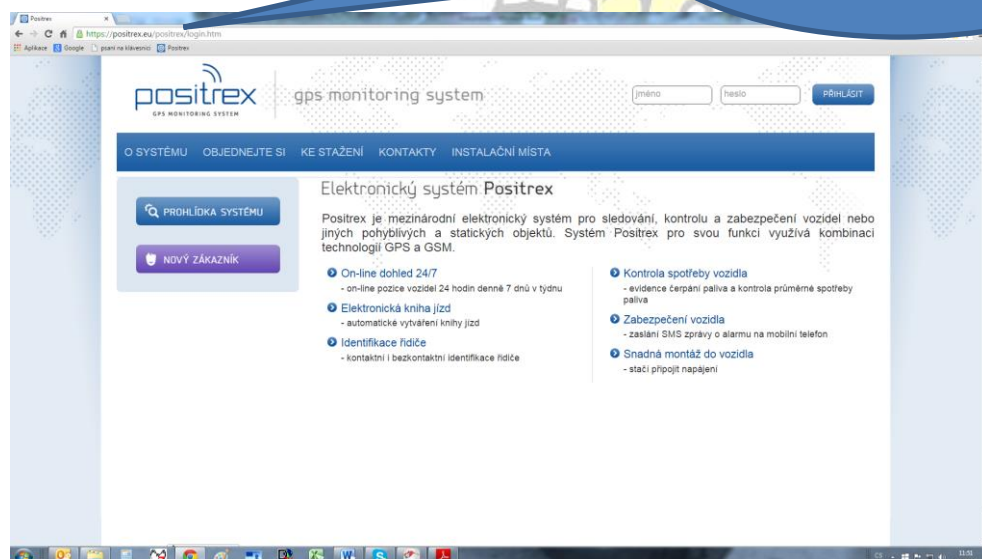 Positrex
https://positrex.eu/positrex/login.htm
Aplikace Google psaní na klávesnici Positrex
positrex
GPS MONITORING SYSTEM
gps monitoring system
jméno heslo PŘIHLÁSIT
O SYSTÉMU OBJEDNEJTE SI KE STAŽENÍ KONTAKTY INSTALAČNÍ MÍSTA
PROHLÍDKA SYSTÉMU
NOVÝ ZÁKAZNÍK
Elektronický systém Positrex
Positrex je mezinárodní elektronický systém pro sledování, kontrolu a zabezpečení vozidel nebo
jiných pohyblivých a statických objektů. Systém Positrex pro svou funkci využívá kombinaci
technologií GPS a GSM.
On-line dohled 24/7
- on-line pozice vozidel 24 hodin denně 7 dnů v týdnu
Elektronická kniha jízd
- automatické vytváření knihy jízd
Identifikace řidiče
- kontaktní i bezkontaktní identifikace řidiče
Kontrola spotřeby vozidla
- evidence čerpání paliva a kontrola průměrné spotřeby
paliva
Zabezpečení vozidla
- zaslání SMS zprávy o alarmu na mobilní telefon
Snadná montáž do vozidla
- stačí připojit napájení
CS
11:51